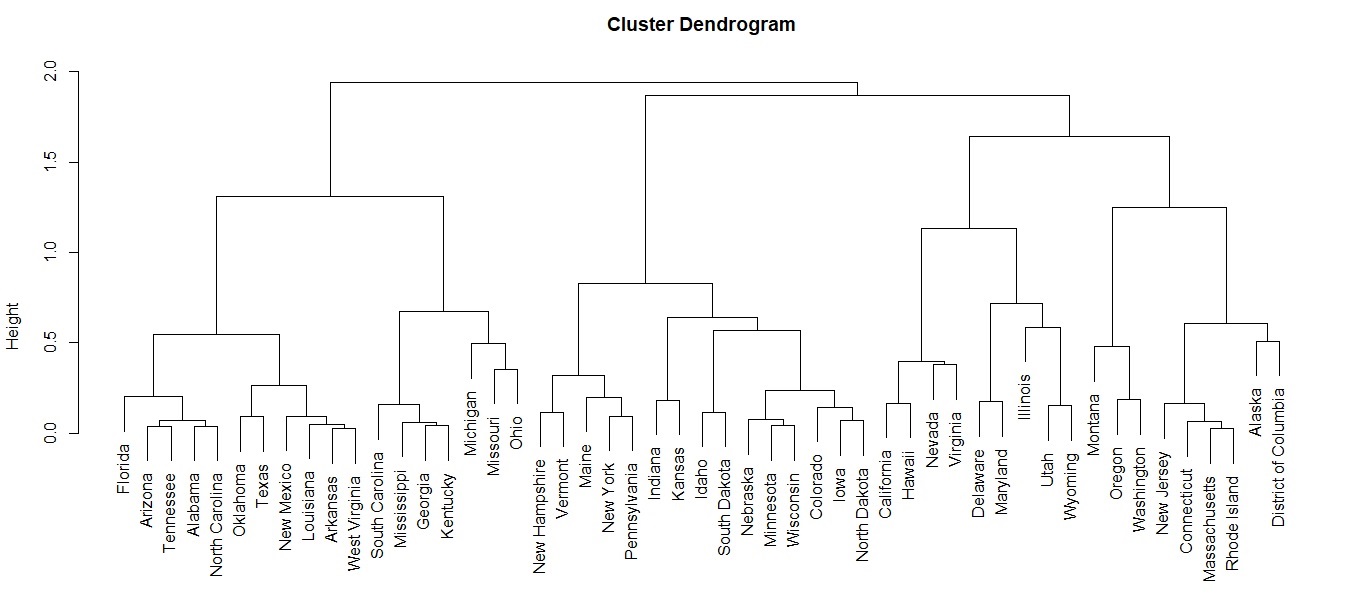 Cluster Dendrogram
Height
2.0
1.5
1.0
0.5
0.0
Florida
Arizona
Tennessee
Alabama
North Carolina
Oklahoma
Texas
New Mexico
Louisiana
Arkansas
West Virginia
South Carolina
Mississippi
Georgia
Kentucky
Michigan
Missouri
Ohio
New Hampshire
Vermont
Maine
New York
Pennsylvania
Indiana
Kansas
Idaho
South Dakota
Nebraska
Minnesota
Wisconsin
Colorado
Iowa
North Dakota
California
Hawaii
Nevada
Virginia
Delaware
Maryland
Illinois
Utah
Wyoming
Montana
Oregon
Washington
New Jersey
Connecticut
Massachusetts
Rhode Island
Alaska
District of Columbia